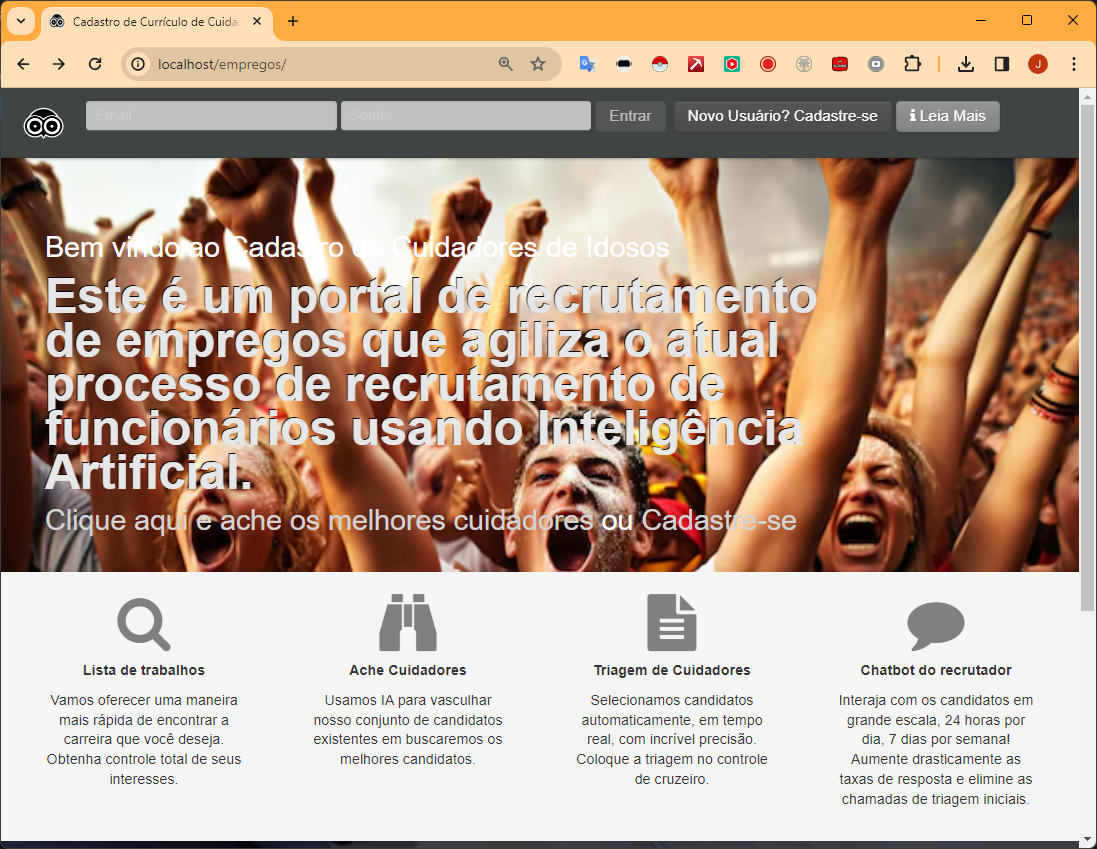 Cadastro de Currículo de Cuida
localhost/empregos/
J
Email
Senha
Entrar
Novo Usuário? Cadastre-se
Leia Mais
Bem vindo ao Cadastro de Cuidadores de Idosos
Este é um portal de recrutamento
de empregos que agiliza o atual
processo de recrutamento de
funcionários usando Inteligência
Artificial.
Clique aqui e ache os melhores cuidadores ou Cadastre-se
Lista de trabalhos
Vamos oferecer uma maneira
mais rápida de encontrar a
carreira que você deseja.
Obtenha controle total de seus
interesses.
Ache Cuidadores
Usamos IA para vasculhar
nosso conjunto de candidatos
existentes em buscaremos os
melhores candidatos.
Triagem de Cuidadores
Selecionamos candidatos
automaticamente, em tempo
real, com incrível precisão.
Coloque a triagem no controle
de cruzeiro.
Chatbot do recrutador
Interaja com os candidatos em
grande escala, 24 horas por
dia, 7 dias por semana!
Aumente drasticamente as
taxas de resposta e elimine as
chamadas de triagem iniciais.